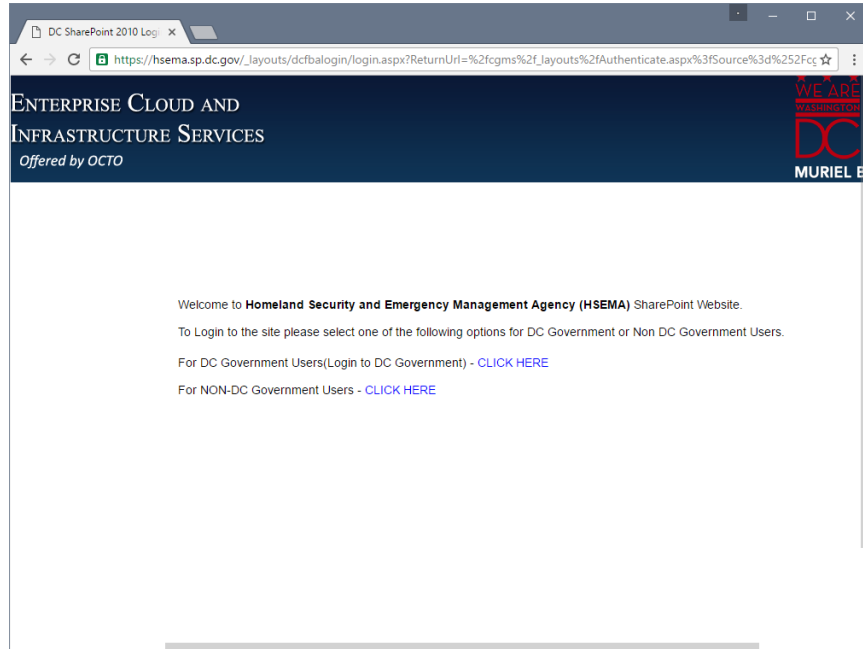 DC SharePoint 2010 Logi
https://hsema.sp.dc.gov/_layouts/dcfbalogin/login.aspx?ReturnUrl=%2fcgms%2f_layouts%2fAuthenticate.aspx%3fSource%3d%252Fcg
ENTERPRISE CLOUD AND
INFRASTRUCTURE SERVICES
Offered by OCTO
WE ARE
WASHINGTON
DC
MURIEL B
Welcome to Homeland Security and Emergency Management Agency (HSEMA) SharePoint Website.
To Login to the site please select one of the following options for DC Government or Non DC Government Users.
For DC Government Users(Login to DC Government) - CLICK HERE
For NON-DC Government Users - CLICK HERE